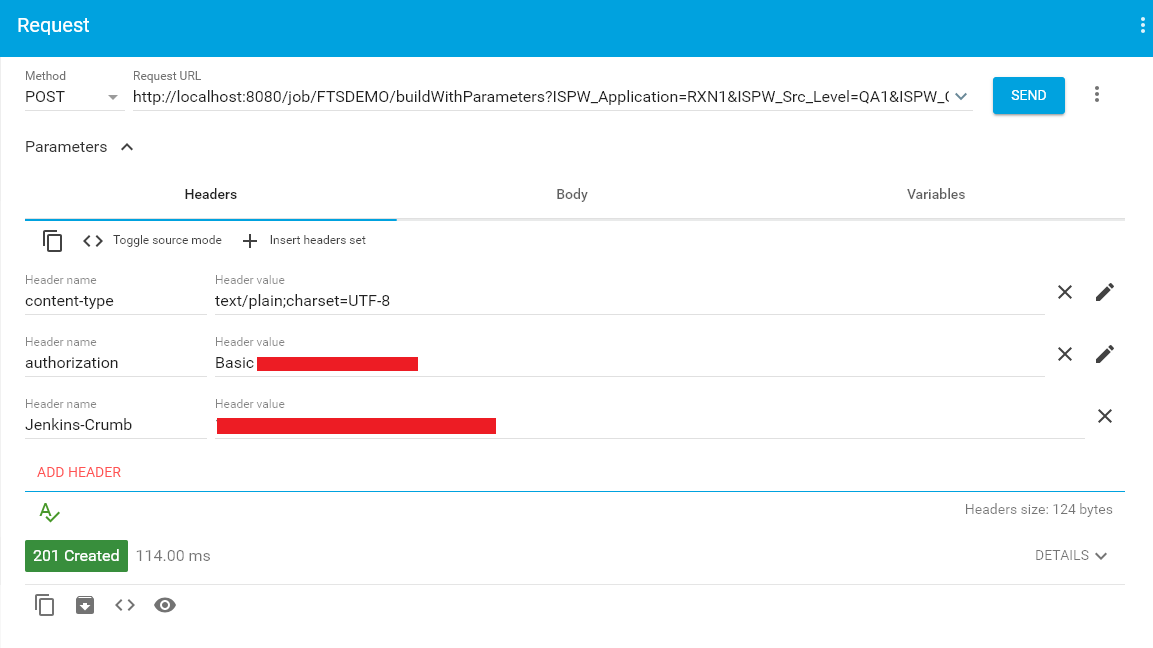 Request
Method
Request URL
POST
http://localhost:8080/job/FTSDEMO/buildWithParameters?ISPW_Application=RXN1&ISPW_Src_Level=QA1&ISPW_
SEND
Parameters
Headers Body Variables
Toggle source mode Insert headers set
Header name Header value
content-type text/plain;charset=UTF-8
Header name Header value
authorization Basic
Header name Header value
Jenkins-Crumb
ADD HEADER
Headers size: 124 bytes
201 Created 114.00 ms DETAILS